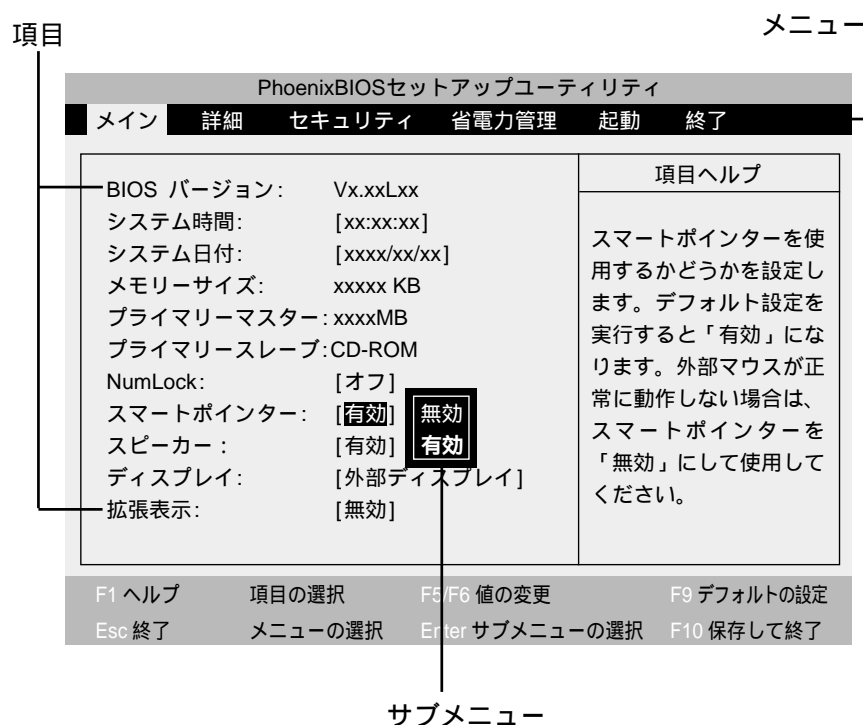 項目
メニュー
PhoenixBIOSセットアップユーティリティ
メイン 詳細 セキュリティ 省電力管理 起動 終了
BIOS バージョン: Vx.xxLxx
システム時間: [xx:xx:xx]
システム日付: [xxxx/xx/xx]
メモリーサイズ: xxxxx KB
プライマリーマスター: xxxxMB
プライマリースレーブ: CD-ROM
NumLock: [オフ]
スマートポインター: [有効]
スピーカー: [有効]
ディスプレイ: [外部ディスプレイ]
拡張表示: [無効]
無効
有効
項目ヘルプ
スマートポインターを使
用するかどうかを設定し
ます。デフォルト設定を
実行すると「有効」にな
ります。外部マウスが正
常に動作しない場合は、
スマートポインターを
「無効」にして使用して
ください。
F1 ヘルプ 項目の選択 F5/F6 値の変更 F9 デフォルトの設定
Esc 終了 メニューの選択 Enter サブメニューの選択 F10 保存して終了
サブメニュー